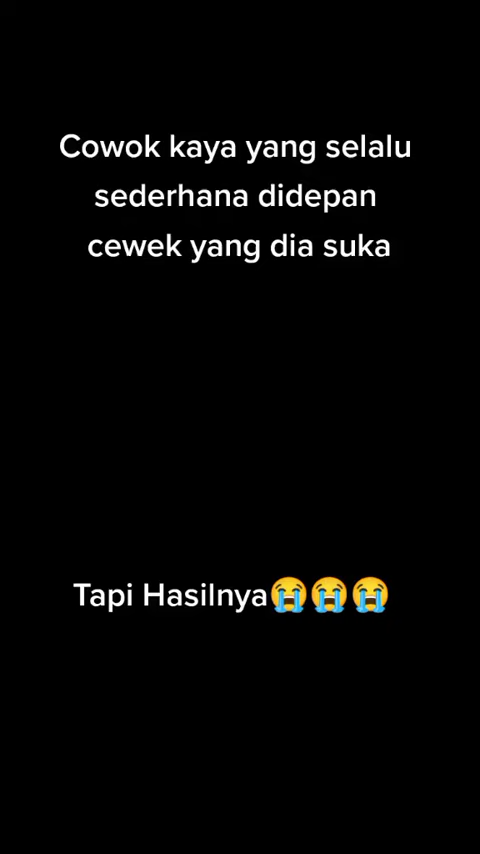 Cowok kaya yang selalu
sederhana didepan
cewek yang dia suka
Tapi Hasilnya😭😭😭